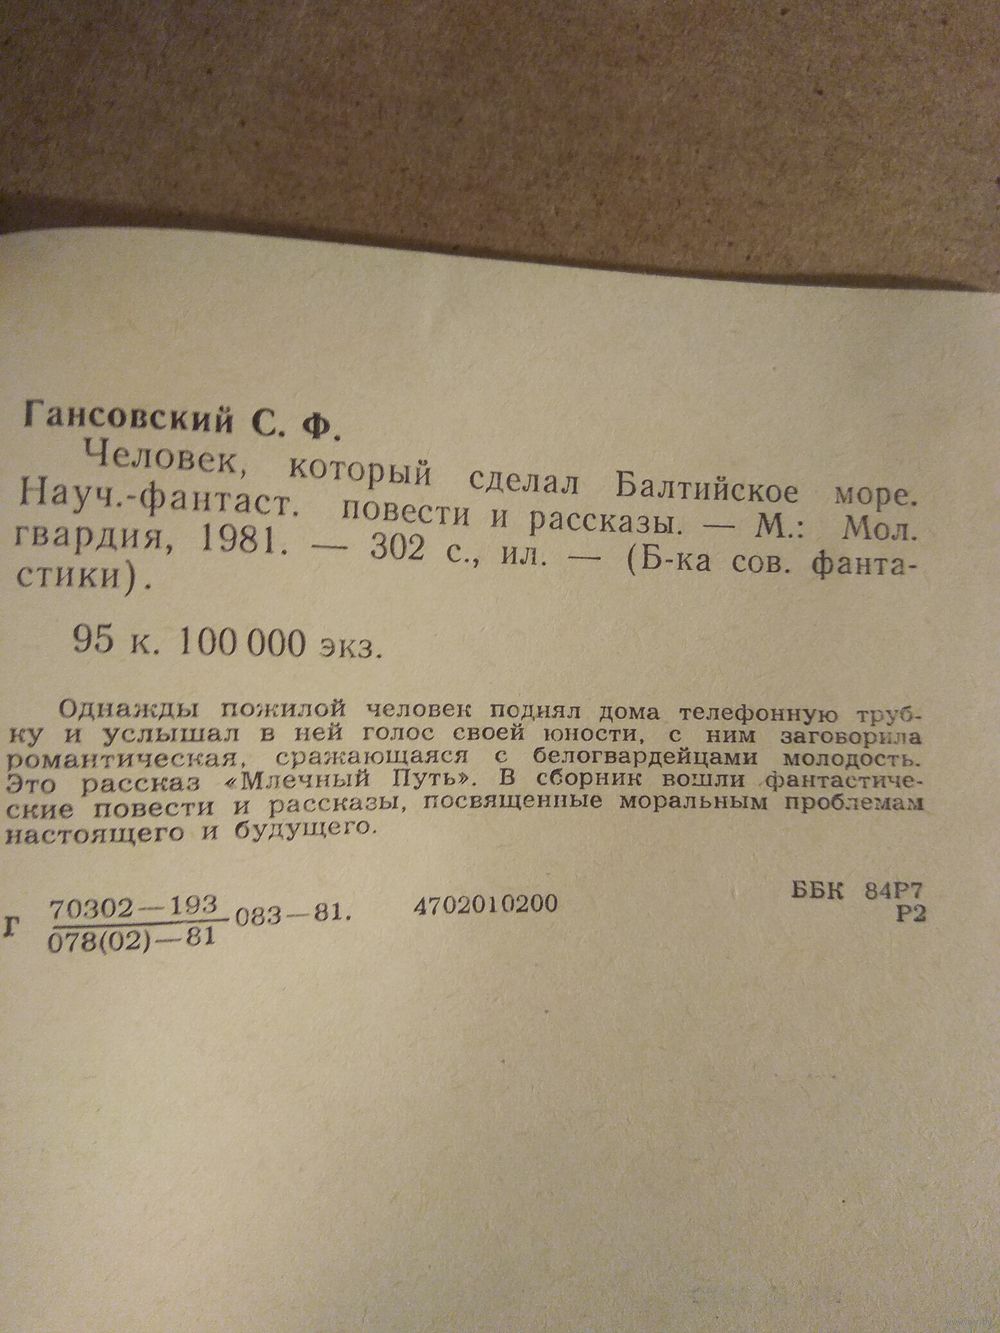 Гансовский С. Ф.
Человек, который сделал Балтийское море.
Науч.-фантаст. повести и рассказы. — М.: Мол.
гвардия, 1981. — 302 с., ил. — (Б-ка сов. фанта-
стики).
95 к. 100 000 экз.
Однажды пожилой человек поднял дома телефонную труб-
ку и услышал в ней голос своей юности, с ним заговорила
романтическая, сражающаяся с белогвардейцами молодость.
Это рассказ «Млечный Путь». В сборник вошли фантастиче-
ские повести и рассказы, посвященные моральным проблемам
настоящего и будущего.
Г 70302—193
078(02)—81 083—81. 4702010200
ББК 84Р7
Р2